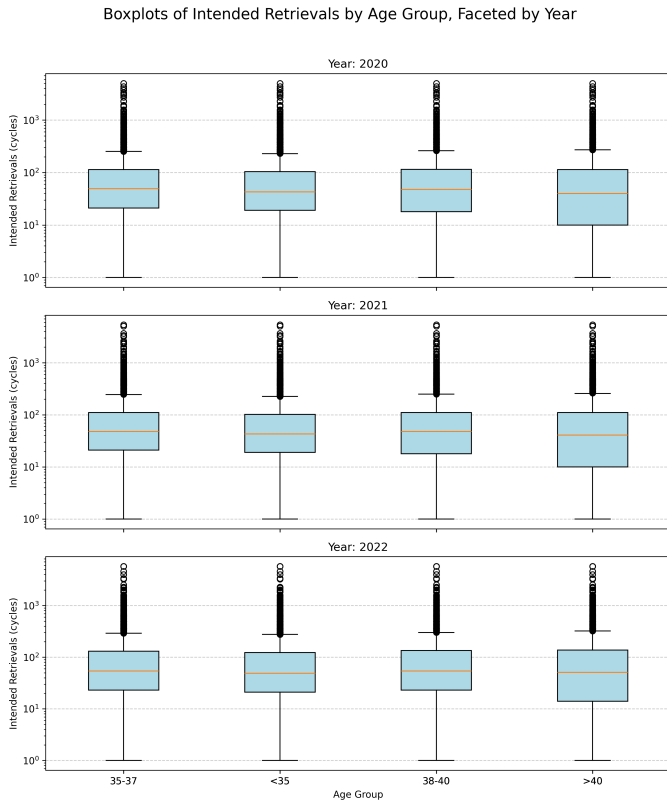 Boxplots of Intended Retrievals by Age Group, Faceted by Year
Year: 2020
Intended Retrievals (cycles)
10³
10²
10¹
10⁰
Year: 2021
Intended Retrievals (cycles)
10³
10²
10¹
10⁰
Year: 2022
Intended Retrievals (cycles)
10³
10²
10¹
10⁰
35-37 <35 38-40 >40
Age Group